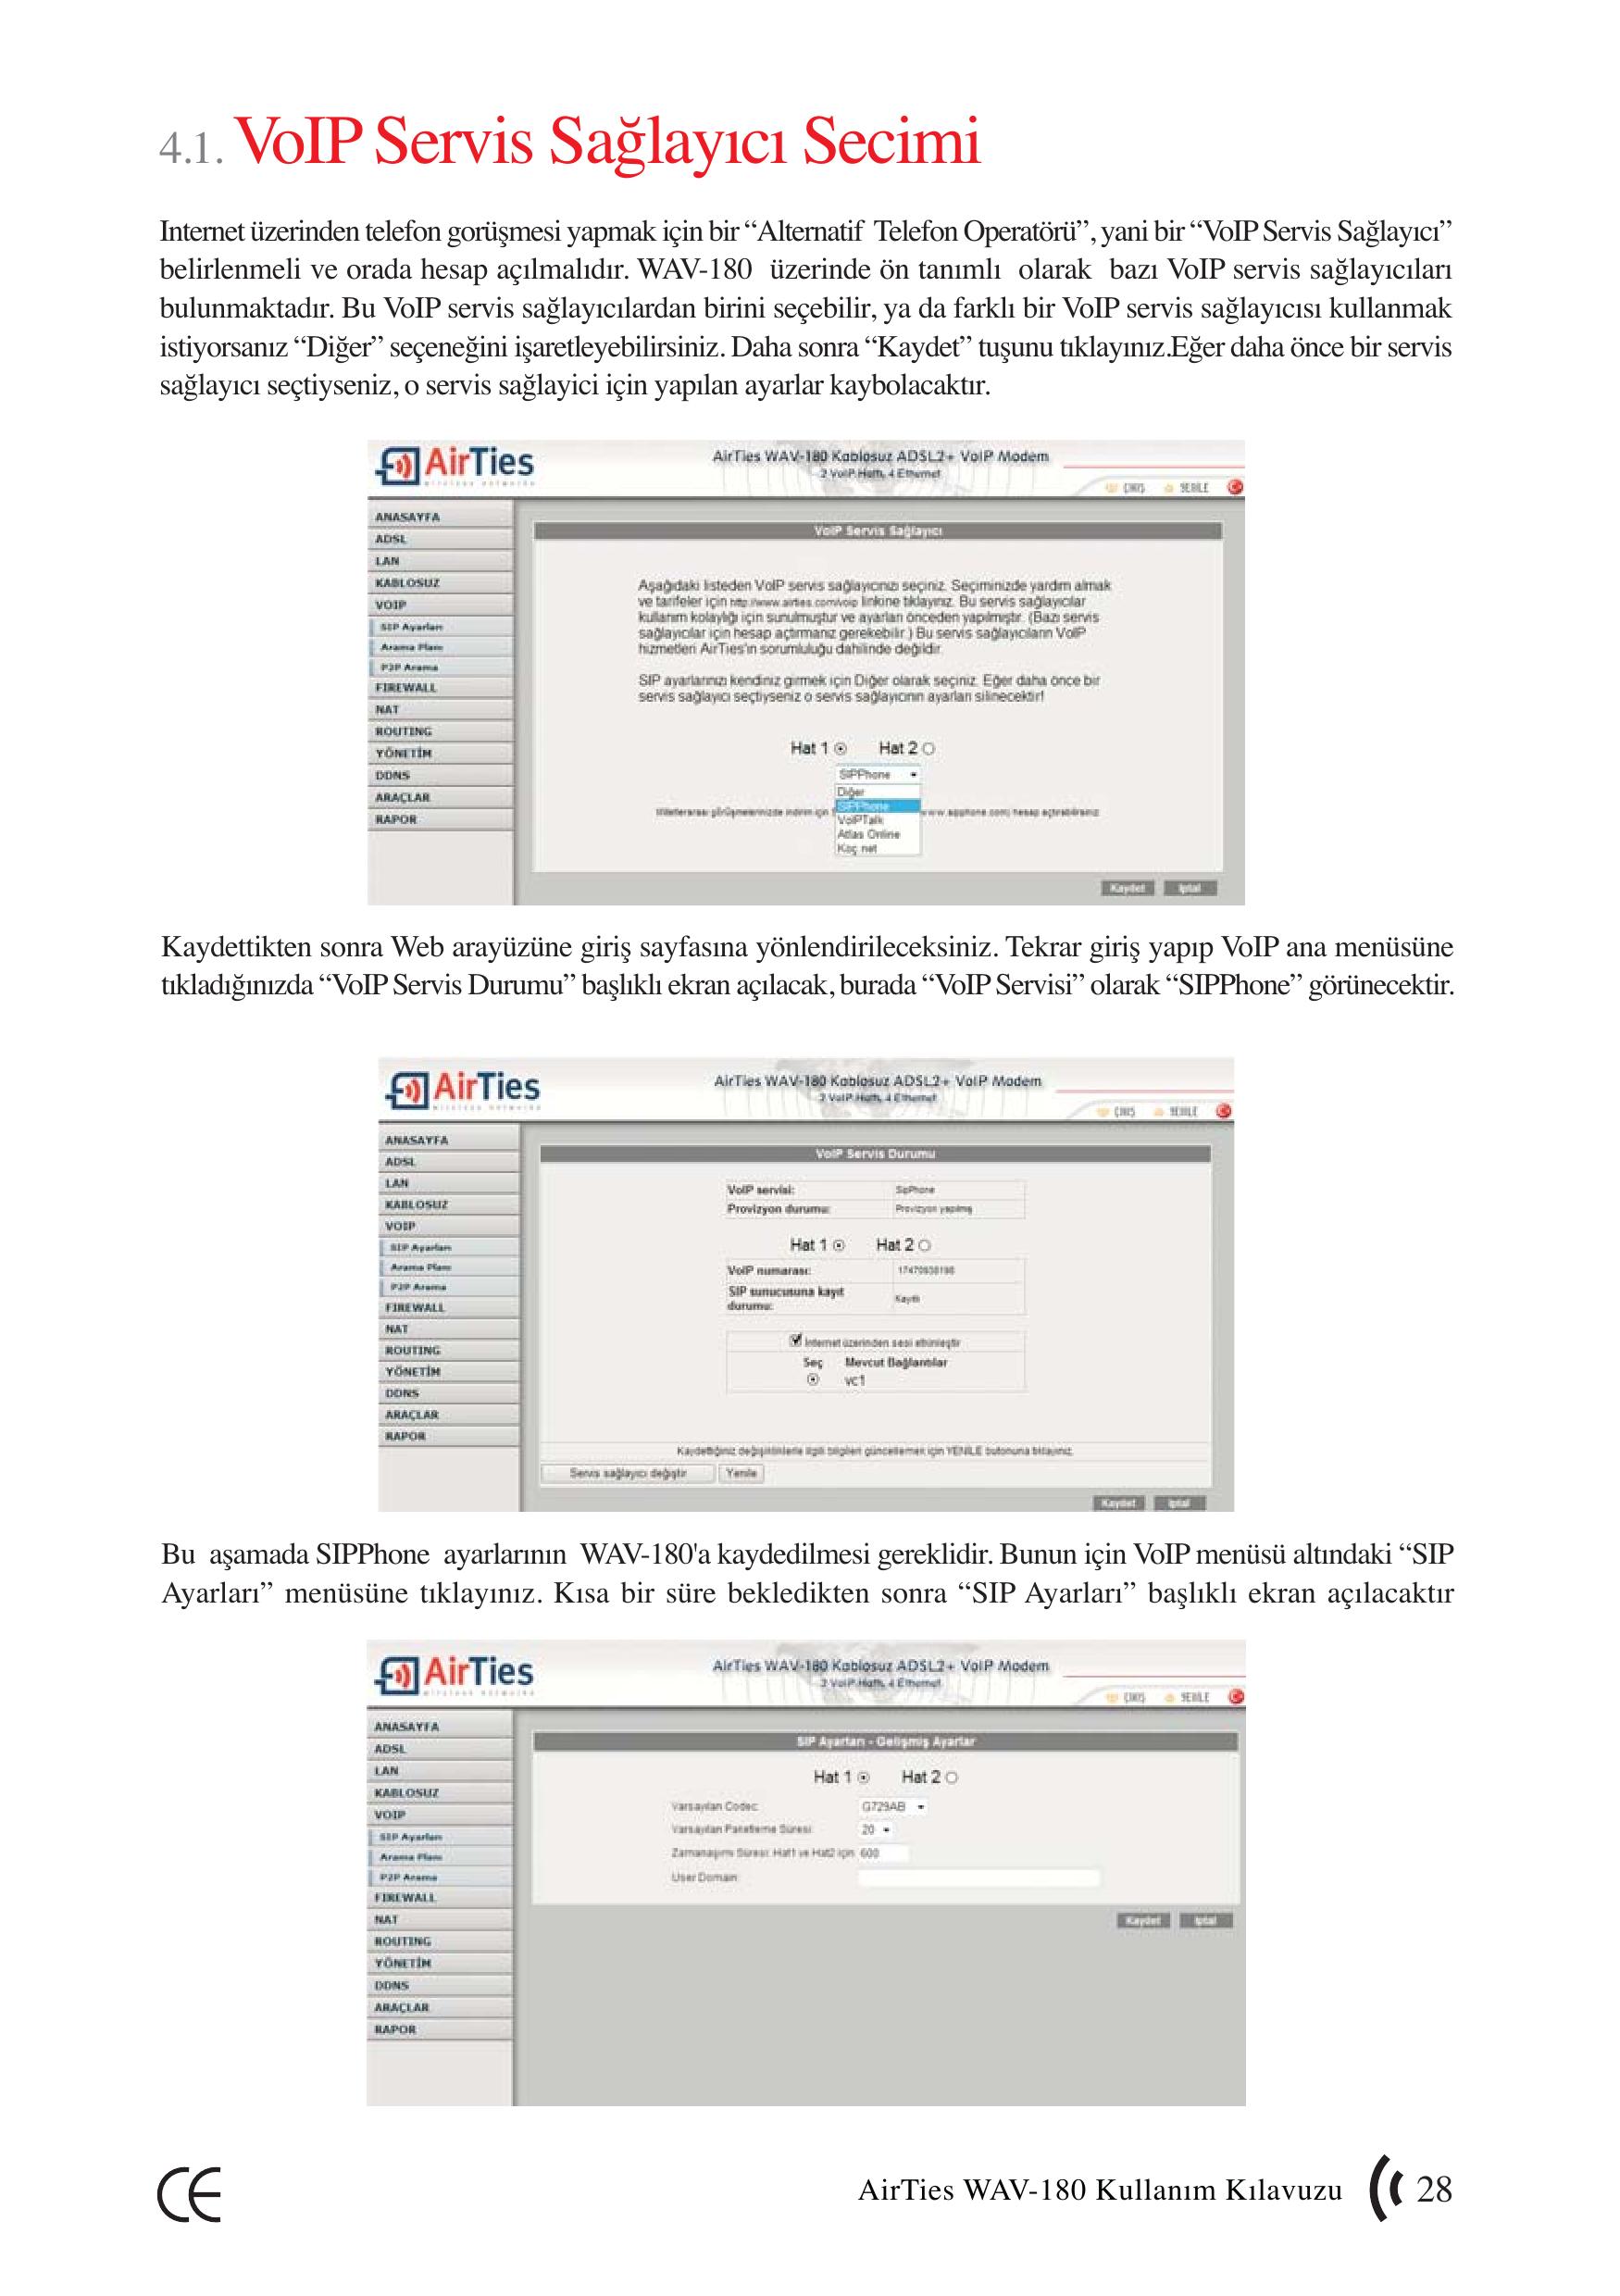 4.1. VoIP Servis Sağlayıcı Secimi
Internet üzerinden telefon gorüşmesi yapmak için bir “Alternatif Telefon Operatörü”, yani bir “VoIP Servis Sağlayıcı”
belirlenmeli ve orada hesap açılmalıdır. WAV-180 üzerinde ön tanımlı olarak bazı VoIP servis sağlayıcıları
bulunmaktadır. Bu VoIP servis sağlayıcılardan birini seçebilir, ya da farklı bir VoIP servis sağlayıcısı kullanmak
istiyorsanız “Diğer” seçeneğini işaretleyebilirsiniz. Daha sonra “Kaydet” tuşunu tıklayınız.Eğer daha önce bir servis
sağlayıcı seçtiyseniz, o servis sağlayici için yapılan ayarlar kaybolacaktır.
AirTies
wireless networks
AirTies WAV-180 Kablosuz ADSL2+ VoIP Modem
2 VoIP Hattı, 4 Ethernet
ÇIKIŞ YENİLE
ANASAYFA
ADSL
LAN
KABLOSUZ
VOIP
SIP Ayarları
Arama Planı
P2P Arama
FIREWALL
NAT
ROUTING
YÖNETİM
DDNS
ARAÇLAR
RAPOR
VoIP Servis Sağlayıcı
Aşağıdaki listeden VoIP servis sağlayıcınızı seçiniz. Seçiminizde yardım almak
ve tarifeler için http://www.airties.com/voip linkine tıklayınız. Bu servis sağlayıcılar
kullanım kolaylığı için sunulmuştur ve ayarları önceden yapılmıştır. (Bazı servis
sağlayıcılar için hesap açtırmanız gerekebilir.) Bu servis sağlayıcıların VoIP
hizmetleri AirTies'ın sorumluluğu dahilinde değildir.
SIP ayarlarınızı kendiniz girmek için Diğer olarak seçiniz. Eğer daha önce bir
servis sağlayıcı seçtiyseniz o servis sağlayıcının ayarları silinecektir!
Hat 1 Hat 2
SIPPhone
Diğer
SIPPhone
VoIPTalk
Atlas Online
Koç net
Milletlerarası görüşmelerinizde indirim için www.sipphone.com) hesap açtırabilirsiniz
Kaydet İptal
Kaydettikten sonra Web arayüzüne giriş sayfasına yönlendirileceksiniz. Tekrar giriş yapıp VoIP ana menüsüne
tıkladığınızda “VoIP Servis Durumu” başlıklı ekran açılacak, burada “VoIP Servisi” olarak “SIPPhone” görünecektir.
AirTies
wireless networks
AirTies WAV-180 Kablosuz ADSL2+ VoIP Modem
2 VoIP Hattı, 4 Ethernet
ÇIKIŞ YENİLE
ANASAYFA
ADSL
LAN
KABLOSUZ
VOIP
SIP Ayarları
Arama Planı
P2P Arama
FIREWALL
NAT
ROUTING
YÖNETİM
DDNS
ARAÇLAR
RAPOR
VoIP Servis Durumu
VoIP servisi: SipPhone
Provizyon durumu: Provizyon yapılmış
Hat 1 Hat 2
VoIP numarası:
SIP sunucusuna kayıt
durumu: Kayıtlı
İnternet üzerinden sesi etkinleştir
Seç Mevcut Bağlantılar
vc1
Kaydettiğiniz değişikliklerle ilgili bilgileri güncellemek için YENİLE butonuna tıklayınız.
Servis sağlayıcı değiştir Yenile
Kaydet İptal
Bu aşamada SIPPhone ayarlarının WAV-180'a kaydedilmesi gereklidir. Bunun için VoIP menüsü altındaki “SIP
Ayarları” menüsüne tıklayınız. Kısa bir süre bekledikten sonra “SIP Ayarları” başlıklı ekran açılacaktır
AirTies
wireless networks
AirTies WAV-180 Kablosuz ADSL2+ VoIP Modem
2 VoIP Hattı, 4 Ethernet
ÇIKIŞ YENİLE
ANASAYFA
ADSL
LAN
KABLOSUZ
VOIP
SIP Ayarları
Arama Planı
P2P Arama
FIREWALL
NAT
ROUTING
YÖNETİM
DDNS
ARAÇLAR
RAPOR
SIP Ayarları - Gelişmiş Ayarlar
Hat 1 Hat 2
Varsayılan Codec G729AB
Varsayılan Paketleme Süresi 20
Zamanaşımı Süresi: Hat1 ve Hat2 için 600
User Domain
Kaydet İptal
CE
AirTies WAV-180 Kullanım Kılavuzu 28